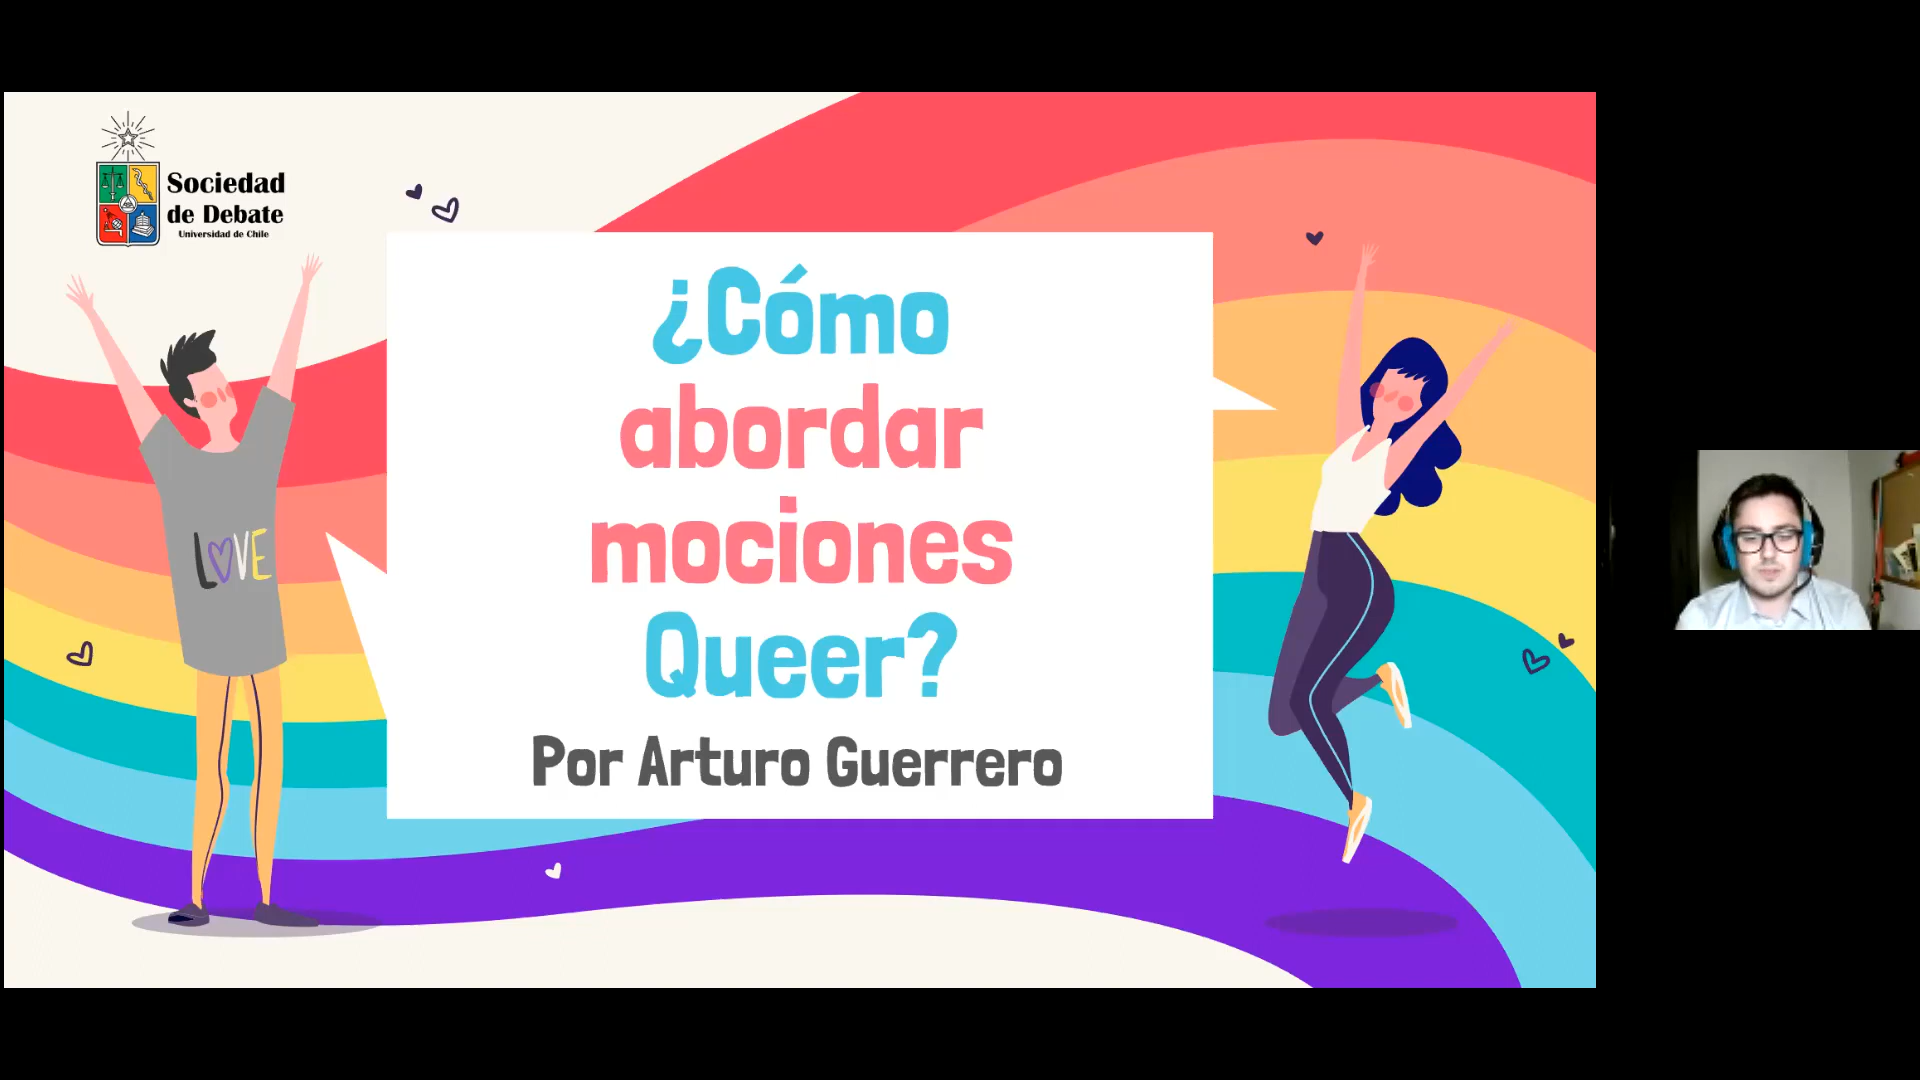 Sociedad
de Debate
Universidad de Chile
¿Cómo
abordar
mociones
Queer?
Por Arturo Guerrero
LOVE